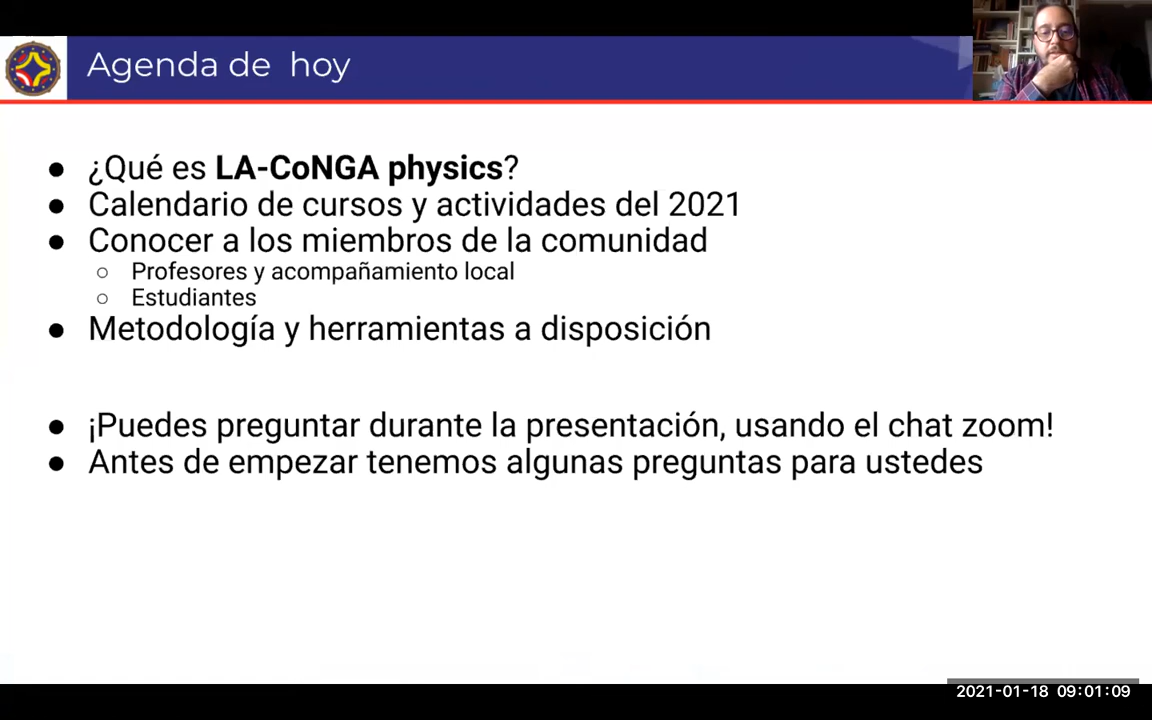 Agenda de hoy
● ¿Qué es LA-CoNGA physics?
● Calendario de cursos y actividades del 2021
● Conocer a los miembros de la comunidad
○ Profesores y acompañamiento local
○ Estudiantes
● Metodología y herramientas a disposición
● ¡Puedes preguntar durante la presentación, usando el chat zoom!
● Antes de empezar tenemos algunas preguntas para ustedes
2021-01-18 09:01:09